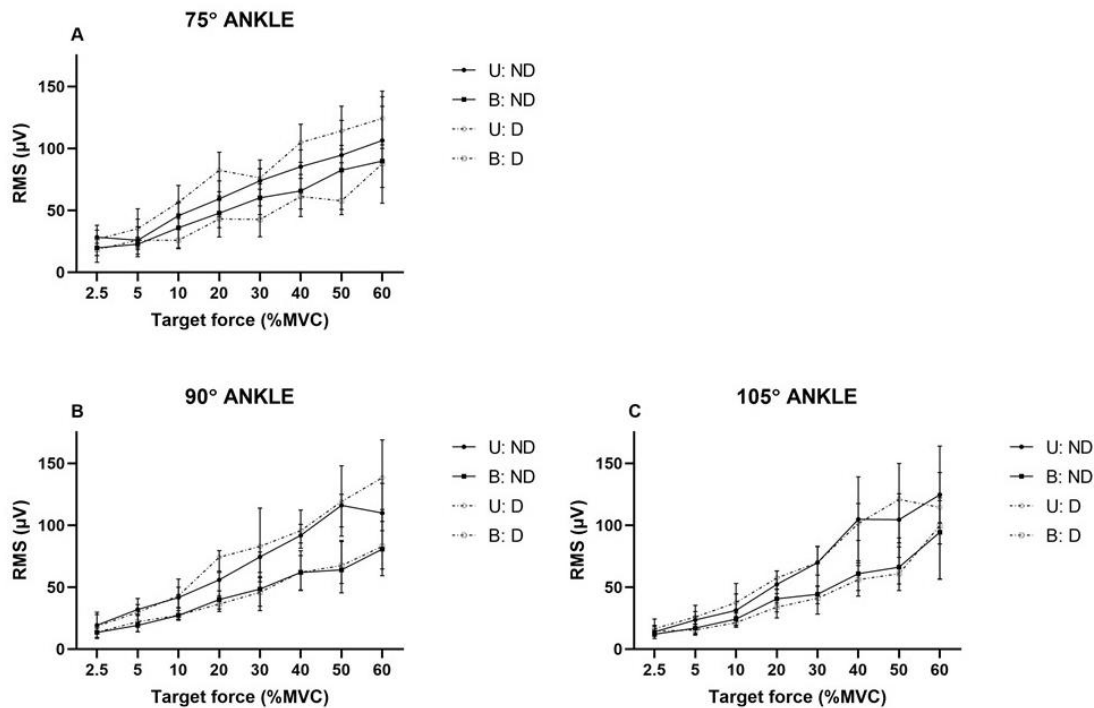 75° ANKLE
A
RMS (µV)
150
100
50
0
2.5 5 10 20 30 40 50 60
Target force (%MVC)
U: ND
B: ND
U: D
B: D
90° ANKLE
B
RMS (µV)
150
100
50
0
2.5 5 10 20 30 40 50 60
Target force (%MVC)
U: ND
B: ND
U: D
B: D
105° ANKLE
C
RMS (µV)
150
100
50
0
2.5 5 10 20 30 40 50 60
Target force (%MVC)
U: ND
B: ND
U: D
B: D